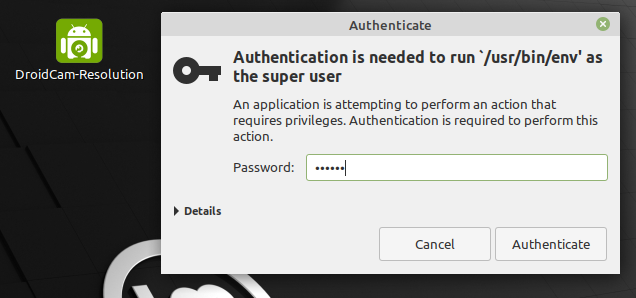 Authenticate
DroidCam-Resolution
Authentication is needed to run `/usr/bin/env' as
the super user
An application is attempting to perform an action that
requires privileges. Authentication is required to perform this
action.
Password: ••••••
Details
Cancel Authenticate